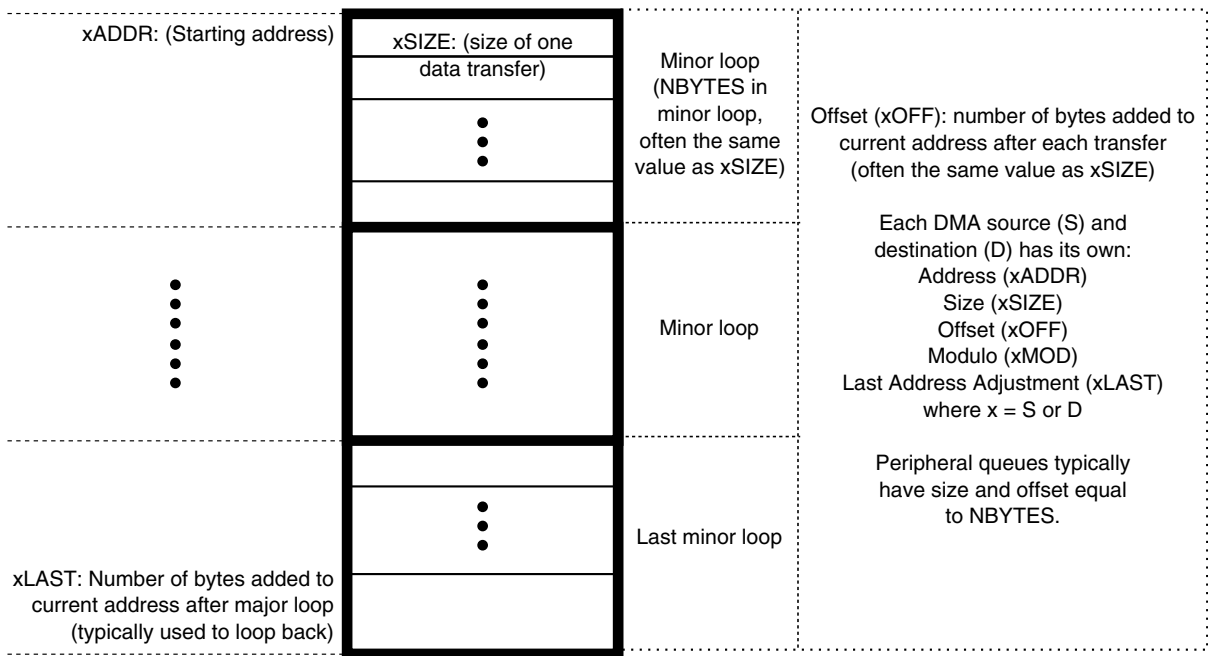 xADDR: (Starting address)
xSIZE: (size of one
data transfer)
Minor loop
(NBYTES in
minor loop,
often the same
value as xSIZE)
Offset (xOFF): number of bytes added to
current address after each transfer
(often the same value as xSIZE)
Each DMA source (S) and
destination (D) has its own:
Address (xADDR)
Size (xSIZE)
Offset (xOFF)
Modulo (xMOD)
Last Address Adjustment (xLAST)
where x = S or D
Peripheral queues typically
have size and offset equal
to NBYTES.
Minor loop
Last minor loop
xLAST: Number of bytes added to
current address after major loop
(typically used to loop back)